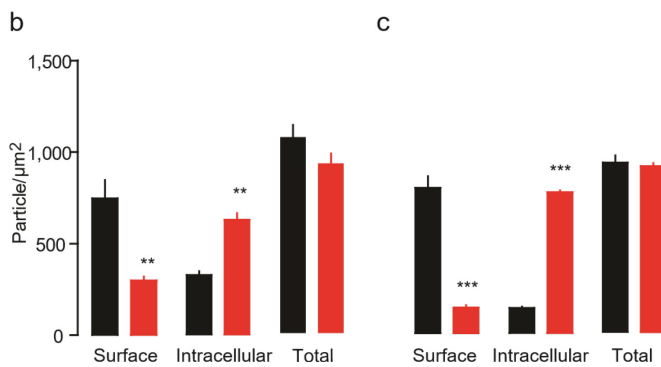 b
c
1,500
1,000
500
0
Particle/µm2
**
**
***
***
Surface Intracellular Total
Surface Intracellular Total